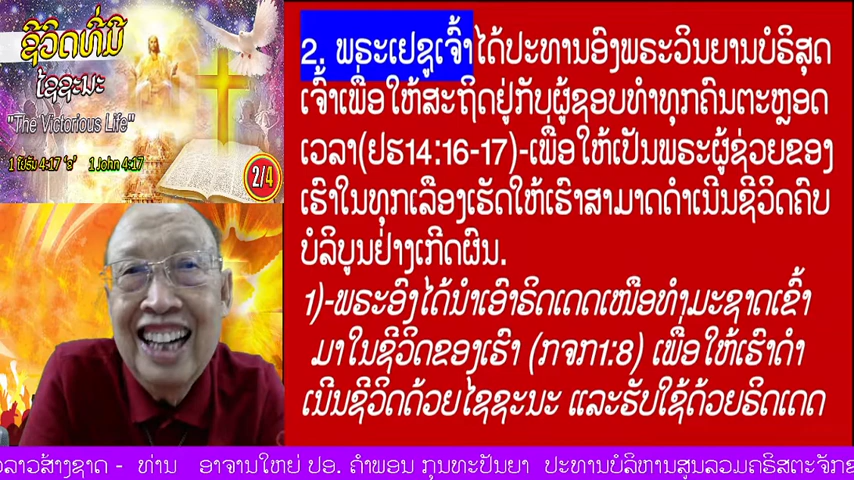 ຊີວິດທີ່ມີ
ໄຊຊະນະ
"The Victorious Life"
1 ໂຢຮັນ 4:17 'ຂ' 1 John 4:17
2/4
2. ພຣະເຢຊູເຈົ້າໄດ້ປະທານອົງພຣະວິນຍານບໍຣິສຸດ
ເຈົ້າເພື່ອໃຫ້ສະຖິດຢູ່ກັບຜູ້ຊອບທຳທຸກຄົນຕະຫຼອດ
ເວລາ(ຢຮ14:16-17)-ເພື່ອໃຫ້ເປັນພຣະຜູ້ຊ່ວຍຂອງ
ເຮົາໃນທຸກເລື່ອງເຮັດໃຫ້ເຮົາສາມາດດຳເນີນຊີວິດຄົບ
ບໍລິບູນຢ່າງເກີດຜົນ.
1)-ພຣະອົງໄດ້ນຳເອົາຣິດເດດເໜືອທຳມະຊາດເຂົ້າ
ມາໃນຊີວິດຂອງເຮົາ (ກຈກ1:8) ເພື່ອໃຫ້ເຮົາດຳ
ເນີນຊີວິດດ້ວຍໄຊຊະນະ ແລະຮັບໃຊ້ດ້ວຍຣິດເດດ
ລາວສ້າງຊາດ - ທ່ານ ອາຈານໃຫຍ່ ປອ. ຄຳພອນ ກຸນທະປັນຍາ ປະທານບໍລິຫານສູນລວມຄຣິສຕະຈັກ